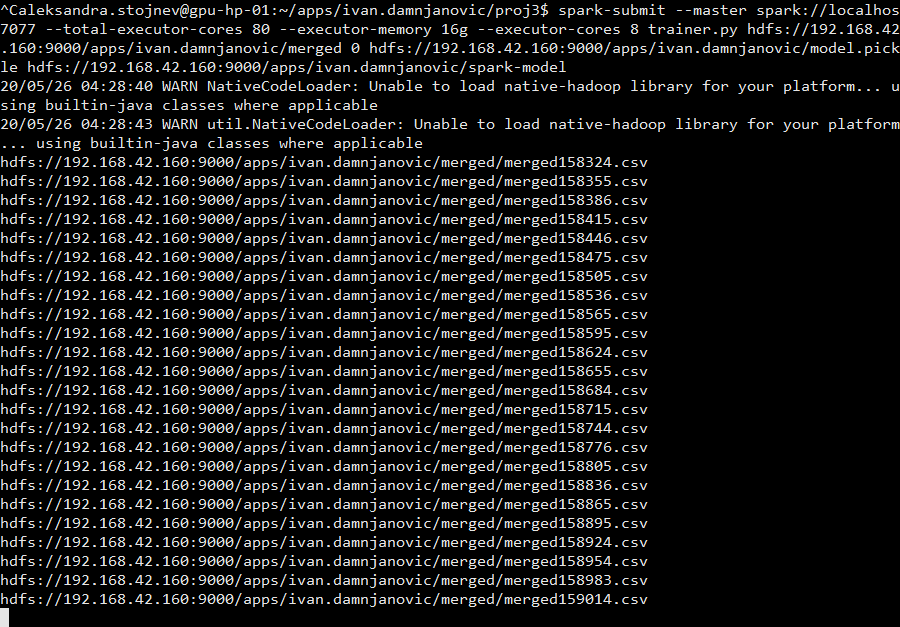 ^Caleksandra.stojnev@gpu-hp-01:~/apps/ivan.damnjanovic/proj3$ spark-submit --master spark://localhos
7077 --total-executor-cores 80 --executor-memory 16g --executor-cores 8 trainer.py hdfs://192.168.42
.160:9000/apps/ivan.damnjanovic/merged 0 hdfs://192.168.42.160:9000/apps/ivan.damnjanovic/model.pick
le hdfs://192.168.42.160:9000/apps/ivan.damnjanovic/spark-model
20/05/26 04:28:40 WARN NativeCodeLoader: Unable to load native-hadoop library for your platform... u
sing builtin-java classes where applicable
20/05/26 04:28:43 WARN util.NativeCodeLoader: Unable to load native-hadoop library for your platform
... using builtin-java classes where applicable
hdfs://192.168.42.160:9000/apps/ivan.damnjanovic/merged/merged158324.csv
hdfs://192.168.42.160:9000/apps/ivan.damnjanovic/merged/merged158355.csv
hdfs://192.168.42.160:9000/apps/ivan.damnjanovic/merged/merged158386.csv
hdfs://192.168.42.160:9000/apps/ivan.damnjanovic/merged/merged158415.csv
hdfs://192.168.42.160:9000/apps/ivan.damnjanovic/merged/merged158446.csv
hdfs://192.168.42.160:9000/apps/ivan.damnjanovic/merged/merged158475.csv
hdfs://192.168.42.160:9000/apps/ivan.damnjanovic/merged/merged158505.csv
hdfs://192.168.42.160:9000/apps/ivan.damnjanovic/merged/merged158536.csv
hdfs://192.168.42.160:9000/apps/ivan.damnjanovic/merged/merged158565.csv
hdfs://192.168.42.160:9000/apps/ivan.damnjanovic/merged/merged158595.csv
hdfs://192.168.42.160:9000/apps/ivan.damnjanovic/merged/merged158624.csv
hdfs://192.168.42.160:9000/apps/ivan.damnjanovic/merged/merged158655.csv
hdfs://192.168.42.160:9000/apps/ivan.damnjanovic/merged/merged158684.csv
hdfs://192.168.42.160:9000/apps/ivan.damnjanovic/merged/merged158715.csv
hdfs://192.168.42.160:9000/apps/ivan.damnjanovic/merged/merged158744.csv
hdfs://192.168.42.160:9000/apps/ivan.damnjanovic/merged/merged158776.csv
hdfs://192.168.42.160:9000/apps/ivan.damnjanovic/merged/merged158805.csv
hdfs://192.168.42.160:9000/apps/ivan.damnjanovic/merged/merged158836.csv
hdfs://192.168.42.160:9000/apps/ivan.damnjanovic/merged/merged158865.csv
hdfs://192.168.42.160:9000/apps/ivan.damnjanovic/merged/merged158895.csv
hdfs://192.168.42.160:9000/apps/ivan.damnjanovic/merged/merged158924.csv
hdfs://192.168.42.160:9000/apps/ivan.damnjanovic/merged/merged158954.csv
hdfs://192.168.42.160:9000/apps/ivan.damnjanovic/merged/merged158983.csv
hdfs://192.168.42.160:9000/apps/ivan.damnjanovic/merged/merged159014.csv